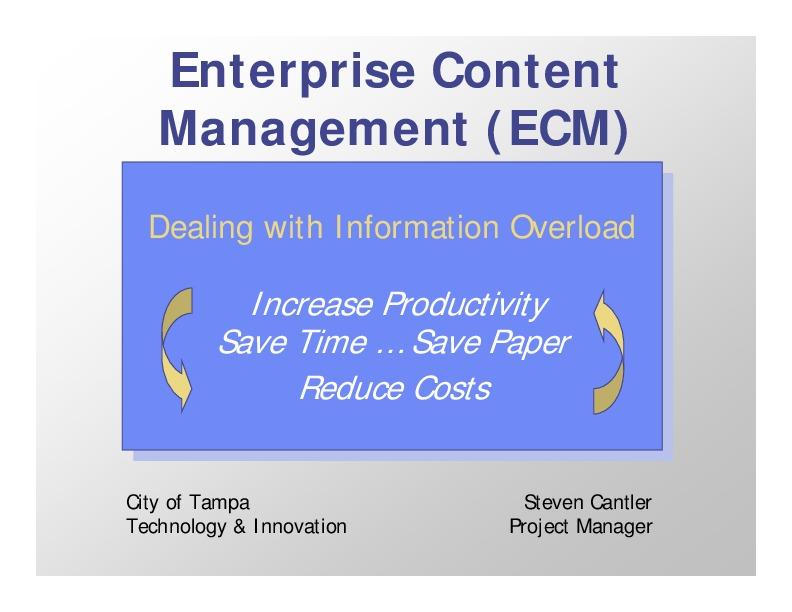 Enterprise Content
Management (ECM)
Dealing with Information Overload
Increase Productivity
Save Time … Save Paper
Reduce Costs
City of Tampa
Technology & Innovation
Steven Cantler
Project Manager